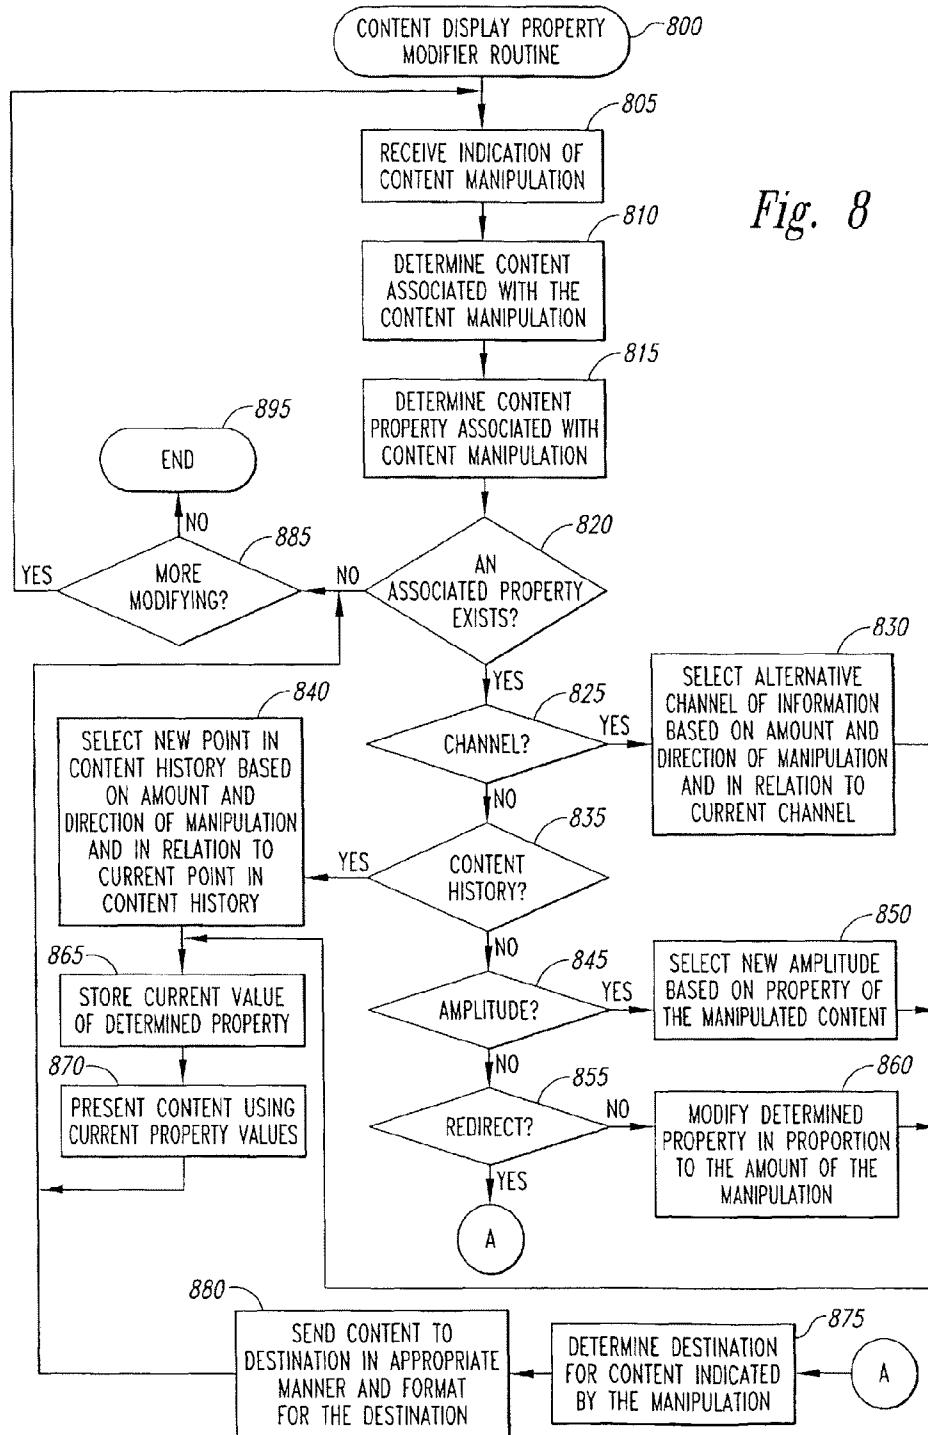 CONTENT DISPLAY PROPERTY
MODIFIER ROUTINE
800
805
RECEIVE INDICATION OF
CONTENT MANIPULATION
Fig. 8
810
DETERMINE CONTENT
ASSOCIATED WITH THE
CONTENT MANIPULATION
815
DETERMINE CONTENT
PROPERTY ASSOCIATED WITH
CONTENT MANIPULATION
895
END
NO
885
YES
MORE
MODIFYING?
NO
820
AN
ASSOCIATED PROPERTY
EXISTS?
YES
825
CHANNEL?
YES
NO
830
SELECT ALTERNATIVE
CHANNEL OF INFORMATION
BASED ON AMOUNT AND
DIRECTION OF MANIPULATION
AND IN RELATION TO
CURRENT CHANNEL
840
SELECT NEW POINT IN
CONTENT HISTORY BASED
ON AMOUNT AND
DIRECTION OF MANIPULATION
AND IN RELATION TO
CURRENT POINT IN
CONTENT HISTORY
835
YES
CONTENT
HISTORY?
NO
845
AMPLITUDE?
YES
NO
850
SELECT NEW AMPLITUDE
BASED ON PROPERTY OF
THE MANIPULATED CONTENT
865
STORE CURRENT VALUE
OF DETERMINED PROPERTY
870
PRESENT CONTENT USING
CURRENT PROPERTY VALUES
855
REDIRECT?
NO
YES
A
860
MODIFY DETERMINED
PROPERTY IN PROPORTION
TO THE AMOUNT OF THE
MANIPULATION
880
SEND CONTENT TO
DESTINATION IN APPROPRIATE
MANNER AND FORMAT
FOR THE DESTINATION
875
DETERMINE DESTINATION
FOR CONTENT INDICATED
BY THE MANIPULATION
A